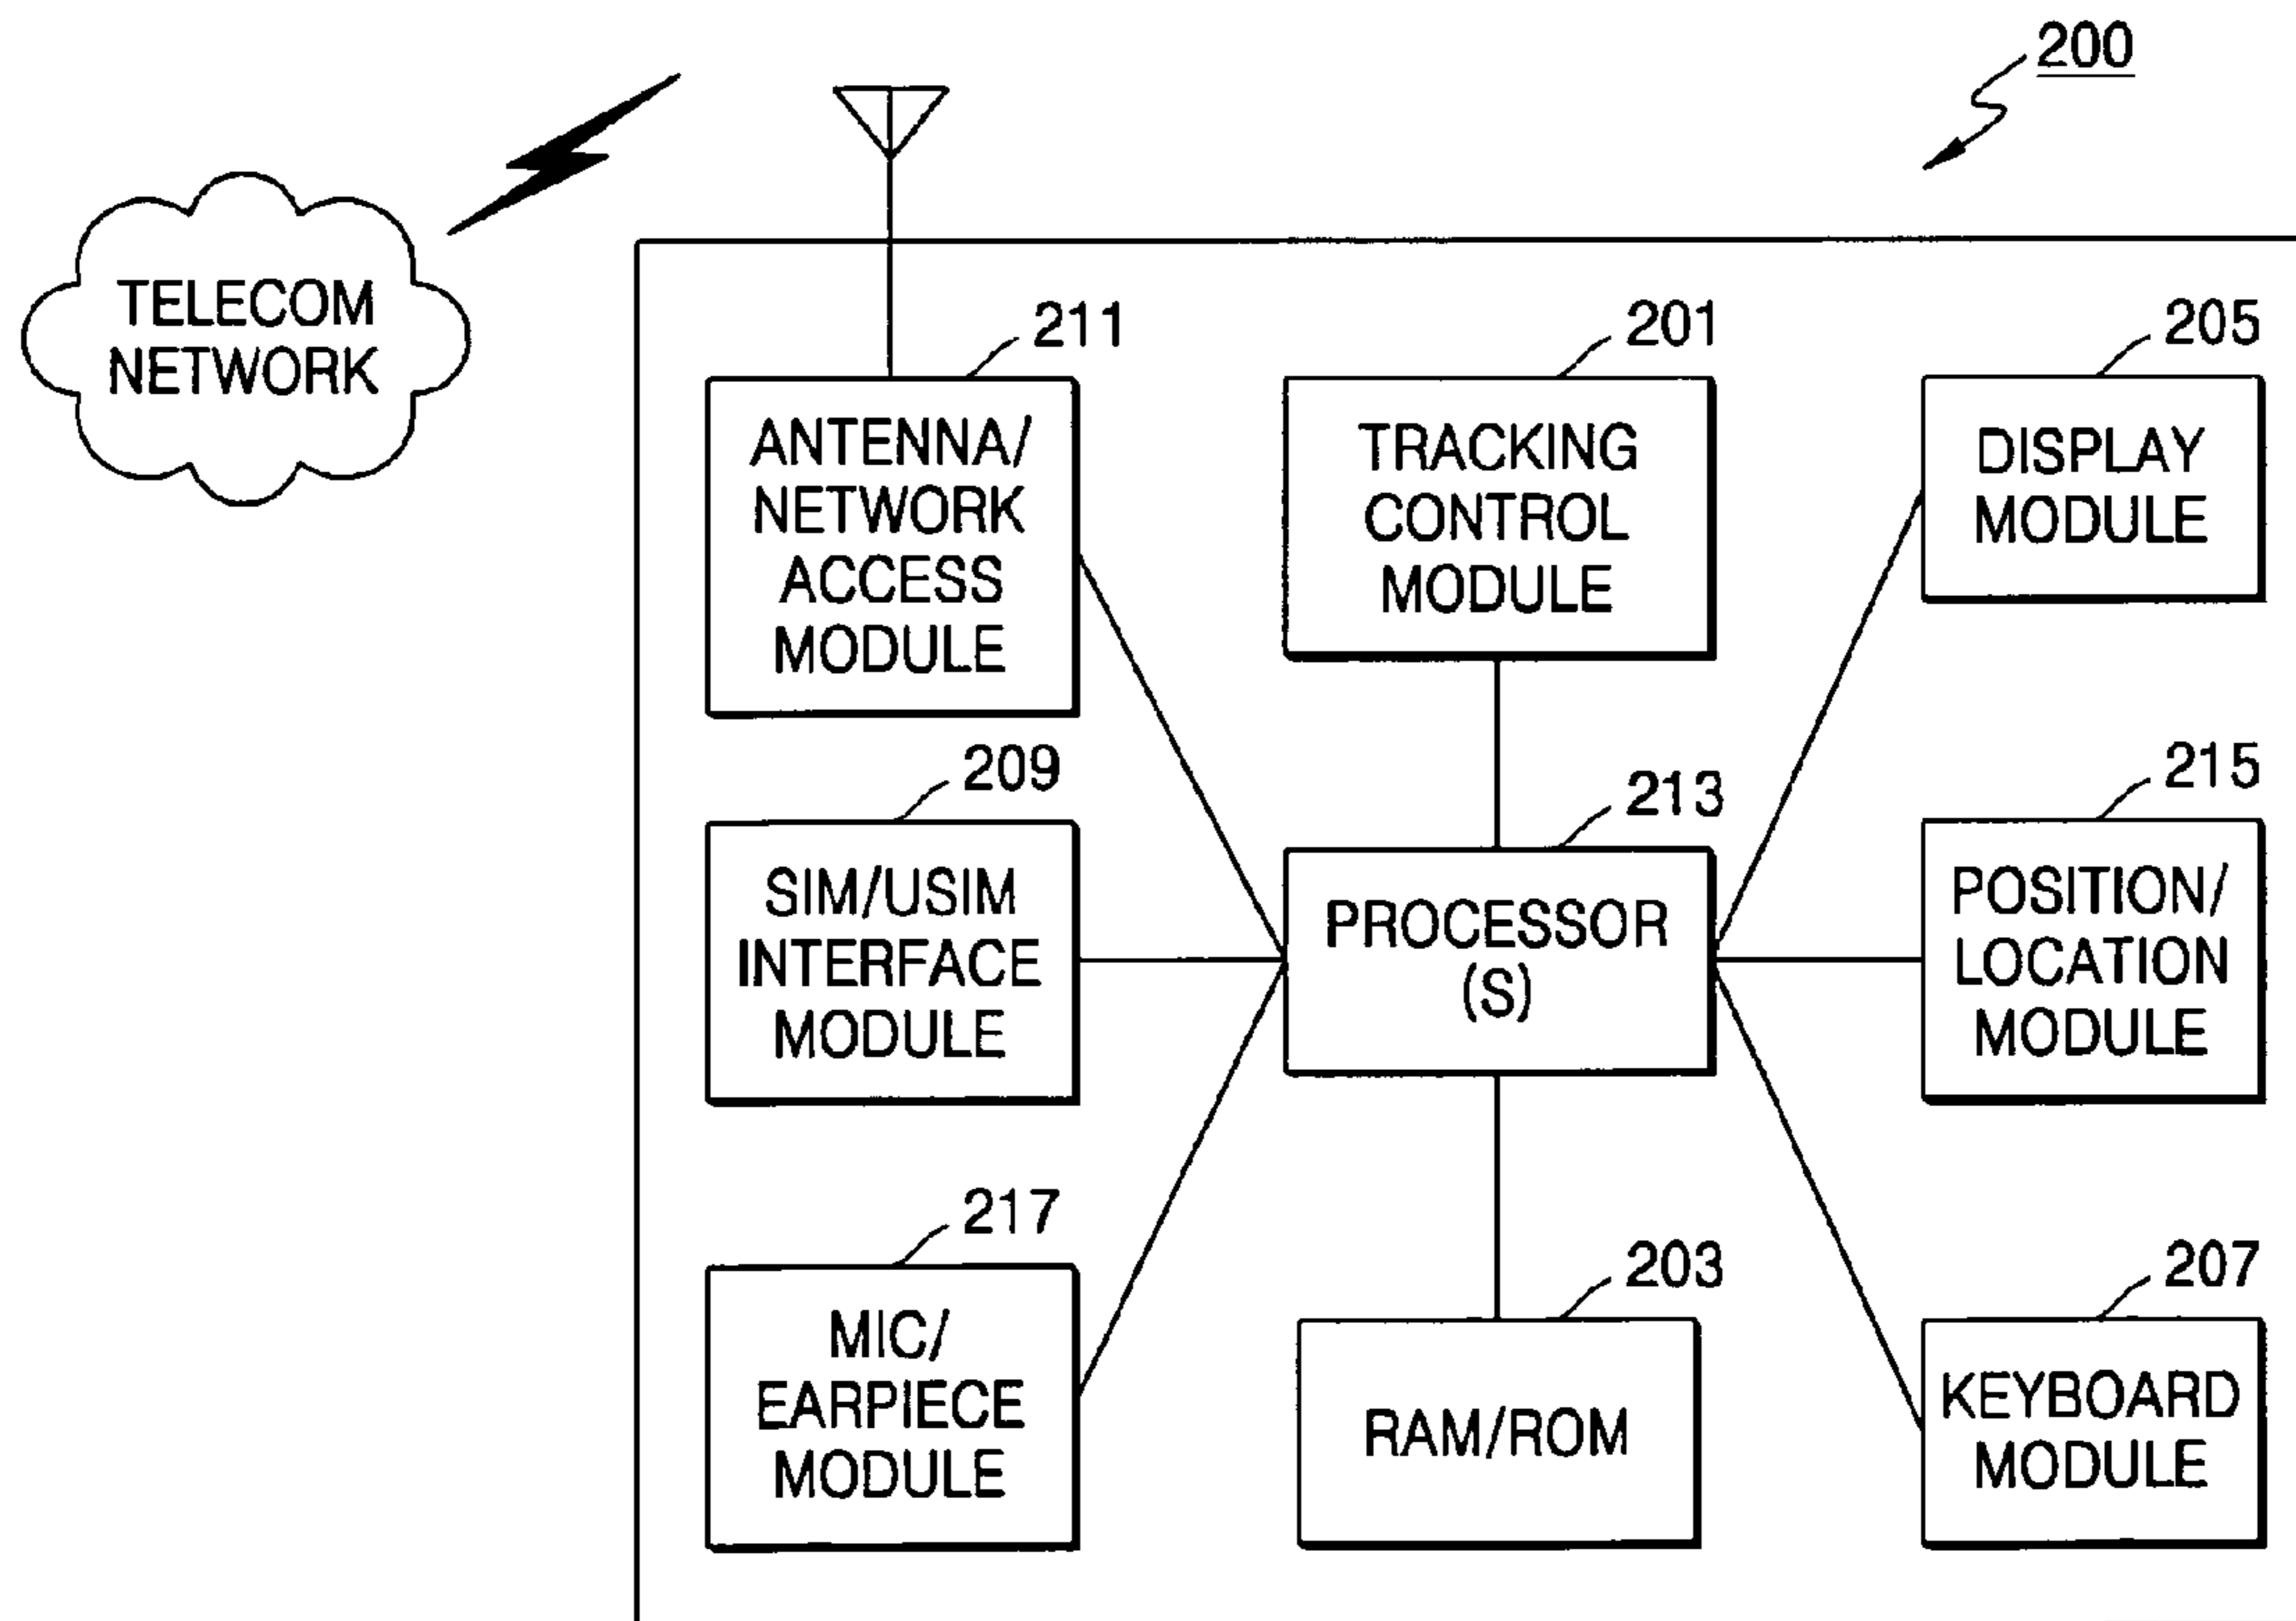 200
TELECOM
NETWORK
211
ANTENNA/
NETWORK
ACCESS
MODULE
201
TRACKING
CONTROL
MODULE
205
DISPLAY
MODULE
209
SIM/USIM
INTERFACE
MODULE
213
PROCESSOR
(S)
215
POSITION/
LOCATION
MODULE
217
MIC/
EARPIECE
MODULE
203
RAM/ROM
207
KEYBOARD
MODULE